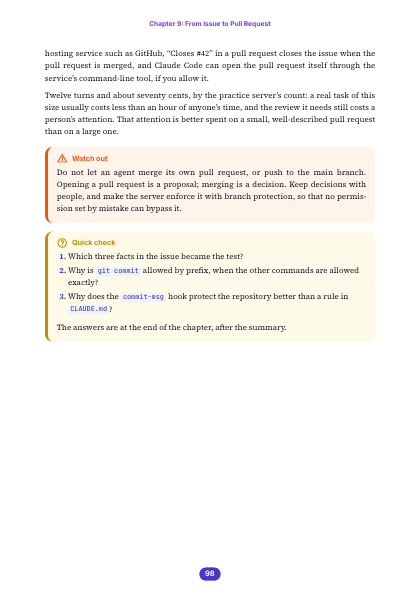 Chapter 9: From Issue to Pull Request
hosting service such as GitHub, “Closes #42” in a pull request closes the issue when the
pull request is merged, and Claude Code can open the pull request itself through the
service’s command-line tool, if you allow it.
Twelve turns and about seventy cents, by the practice server’s count: a real task of this
size usually costs less than an hour of anyone’s time, and the review it needs still costs a
person’s attention. That attention is better spent on a small, well-described pull request
than on a large one.
Watch out
Do not let an agent merge its own pull request, or push to the main branch.
Opening a pull request is a proposal; merging is a decision. Keep decisions with
people, and make the server enforce it with branch protection, so that no permis-
sion set by mistake can bypass it.
Quick check
1. Which three facts in the issue became the test?
2. Why is git commit allowed by prefix, when the other commands are allowed
exactly?
3. Why does the commit-msg hook protect the repository better than a rule in
CLAUDE.md?
The answers are at the end of the chapter, after the summary.
98